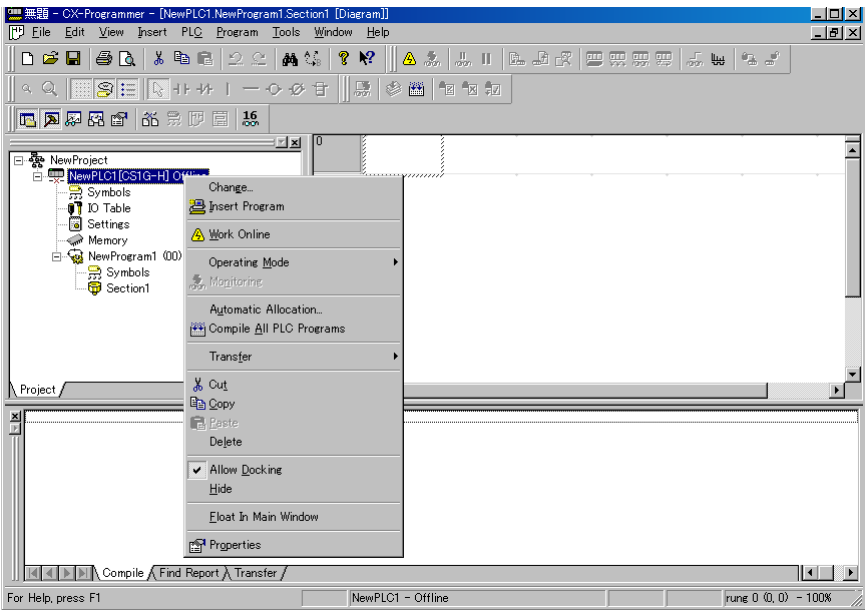 無題 - CX-Programmer - [NewPLC1.NewProgram1.Section1 [Diagram]]
File Edit View Insert PLC Program Tools Window Help
16
0
NewProject
NewPLC1[CS1G-H] Offline
Symbols
IO Table
Settings
Memory
NewProgram1 (00)
Symbols
Section1
Project
Change...
Insert Program
Work Online
Operating Mode
Monitoring
Automatic Allocation...
Compile All PLC Programs
Transfer
Cut
Copy
Paste
Delete
Allow Docking
Hide
Float In Main Window
Properties
Compile Find Report Transfer
For Help, press F1 NewPLC1 - Offline rung 0 (0, 0) - 100%